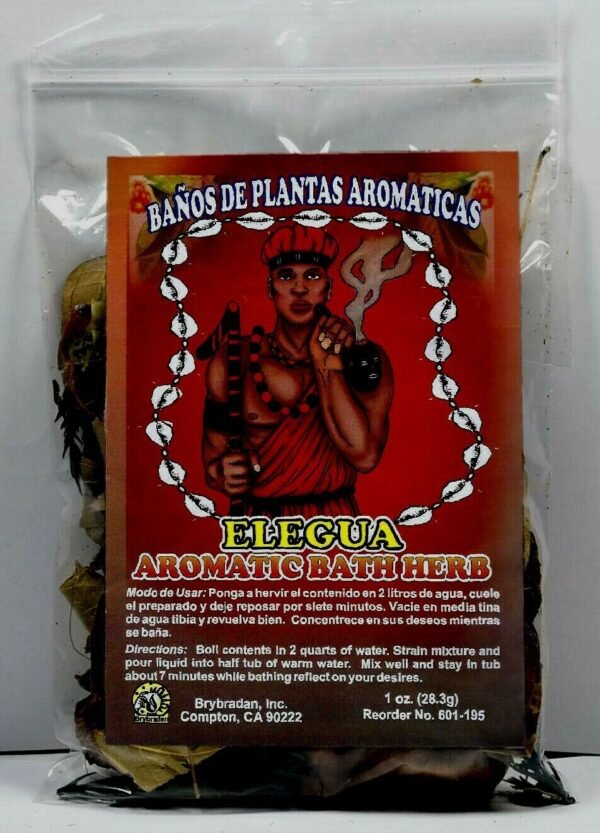 BAÑOS DE PLANTAS AROMATICAS
ELEGUA
AROMATIC BATH HERB
Modo de Usar: Ponga a hervir el contenido en 2 litros de agua, cuele
el preparado y deje reposar por siete minutos. Vacie en media tina
de agua tibia y revuelva bien. Concentrece en sus deseos mientras
se baña.
Directions: Boil contents in 2 quarts of water. Strain mixture and
pour liquid into half tub of warm water. Mix well and stay in tub
about 7 minutes while bathing reflect on your desires.
Brybradan
Brybradan, Inc.
Compton, CA 90222
1 oz. (28.3g)
Reorder No. 601-195